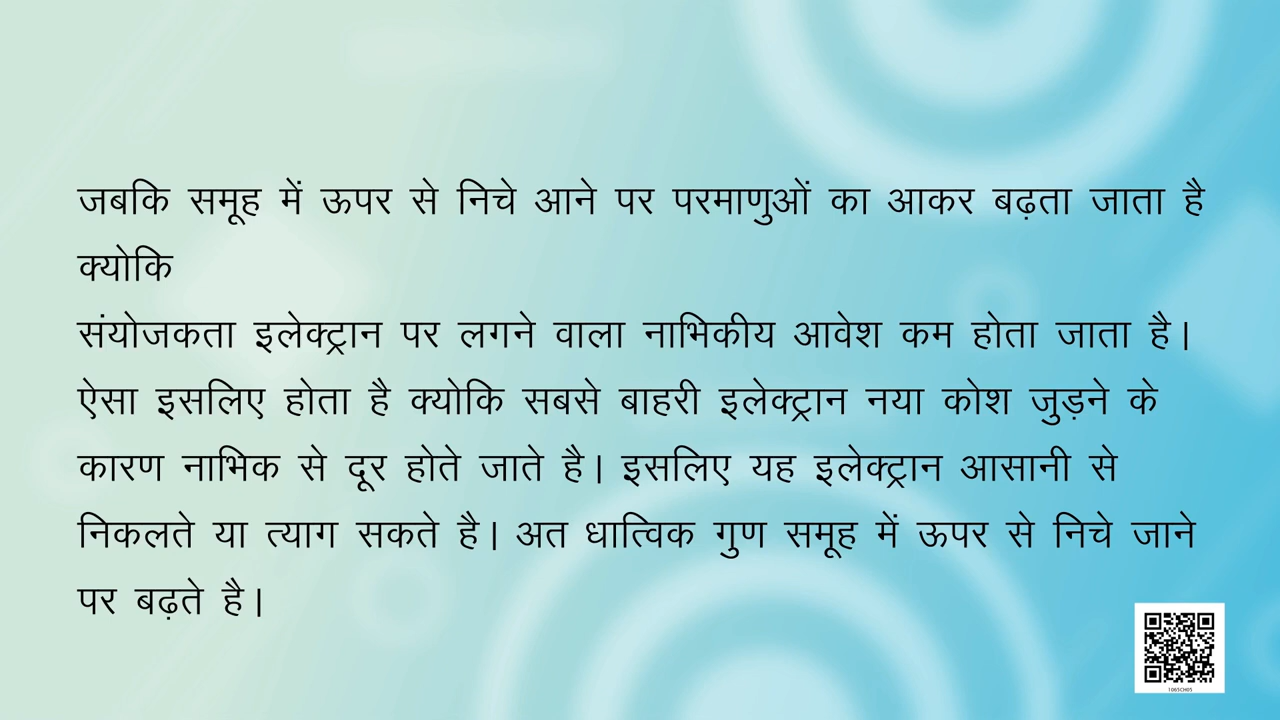 जबकि समूह में ऊपर से निचे आने पर परमाणुओं का आकर बढ़ता जाता है
क्योकि
संयोजकता इलेक्ट्रान पर लगने वाला नाभिकीय आवेश कम होता जाता है।
ऐसा इसलिए होता है क्योकि सबसे बाहरी इलेक्ट्रान नया कोश जुड़ने के
कारण नाभिक से दूर होते जाते है। इसलिए यह इलेक्ट्रान आसानी से
निकलते या त्याग सकते है। अत धात्विक गुण समूह में ऊपर से निचे जाने
पर बढ़ते है।
1065CH05